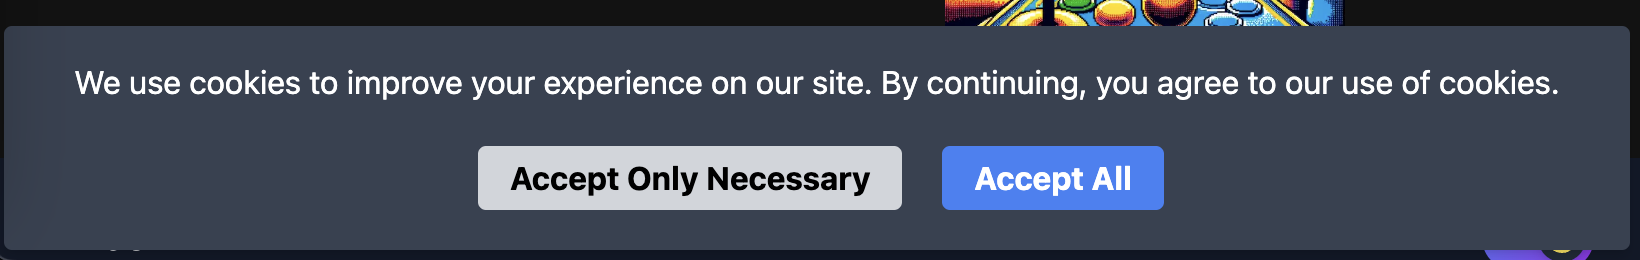 We use cookies to improve your experience on our site. By continuing, you agree to our use of cookies.
Accept Only Necessary
Accept All